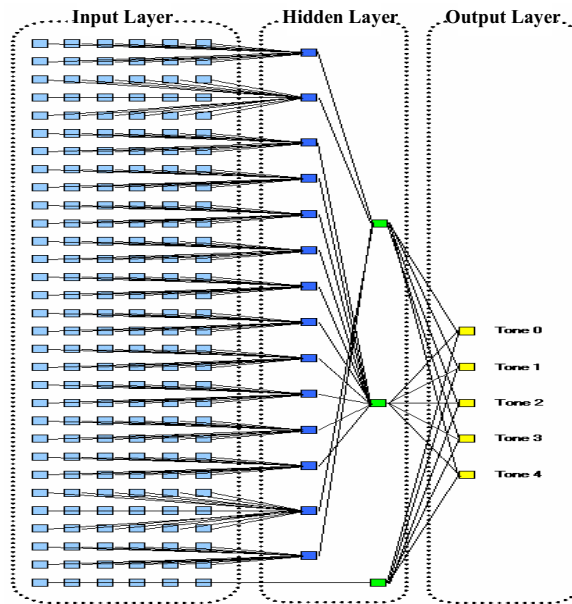 Input Layer Hidden Layer Output Layer
Tone 0
Tone 1
Tone 2
Tone 3
Tone 4